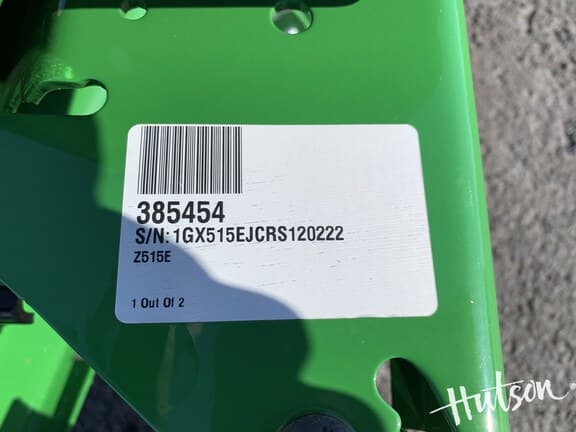 385454
S/N: 1GX515EJCRS120222
Z515E
1 Out Of 2
Hutson